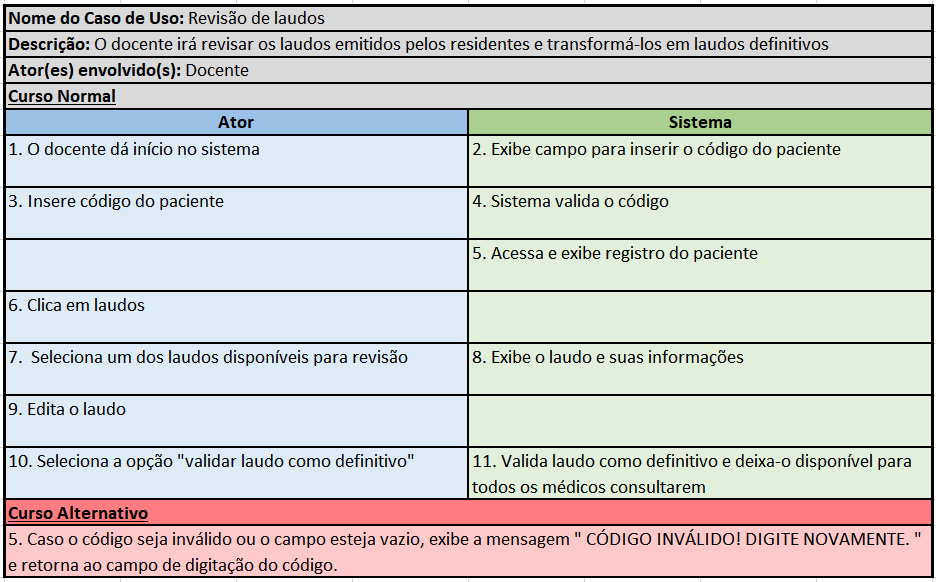 Nome do Caso de Uso: Revisão de laudos
Descrição: O docente irá revisar os laudos emitidos pelos residentes e transformá-los em laudos definitivos
Ator(es) envolvido(s): Docente
Curso Normal
Ator
Sistema
1. O docente dá início no sistema
2. Exibe campo para inserir o código do paciente
3. Insere código do paciente
4. Sistema valida o código
5. Acessa e exibe registro do paciente
6. Clica em laudos
7.  Seleciona um dos laudos disponíveis para revisão
8. Exibe o laudo e suas informações
9. Edita o laudo
10. Seleciona a opção "validar laudo como definitivo"
11. Valida laudo como definitivo e deixa-o disponível para
todos os médicos consultarem
Curso Alternativo
5. Caso o código seja inválido ou o campo esteja vazio, exibe a mensagem " CÓDIGO INVÁLIDO! DIGITE NOVAMENTE. "
e retorna ao campo de digitação do código.